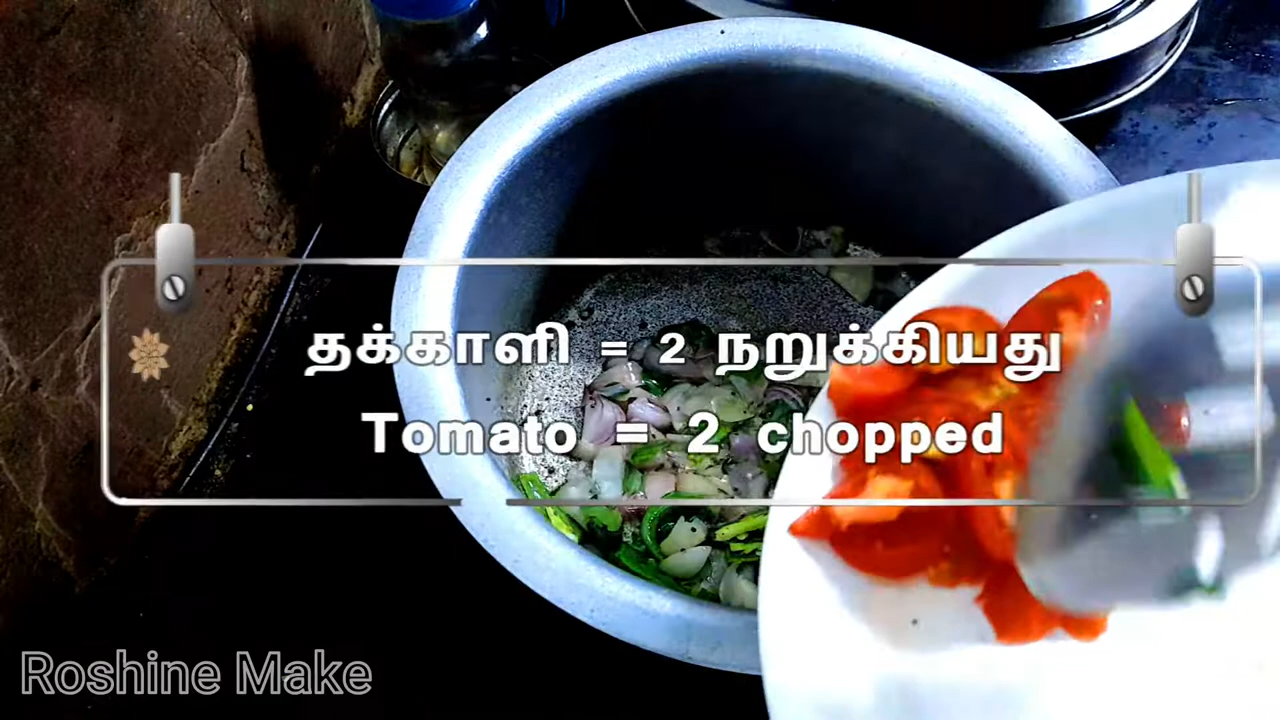 தக்காளி = 2 நறுக்கியது
Tomato = 2 chopped
Roshine Make